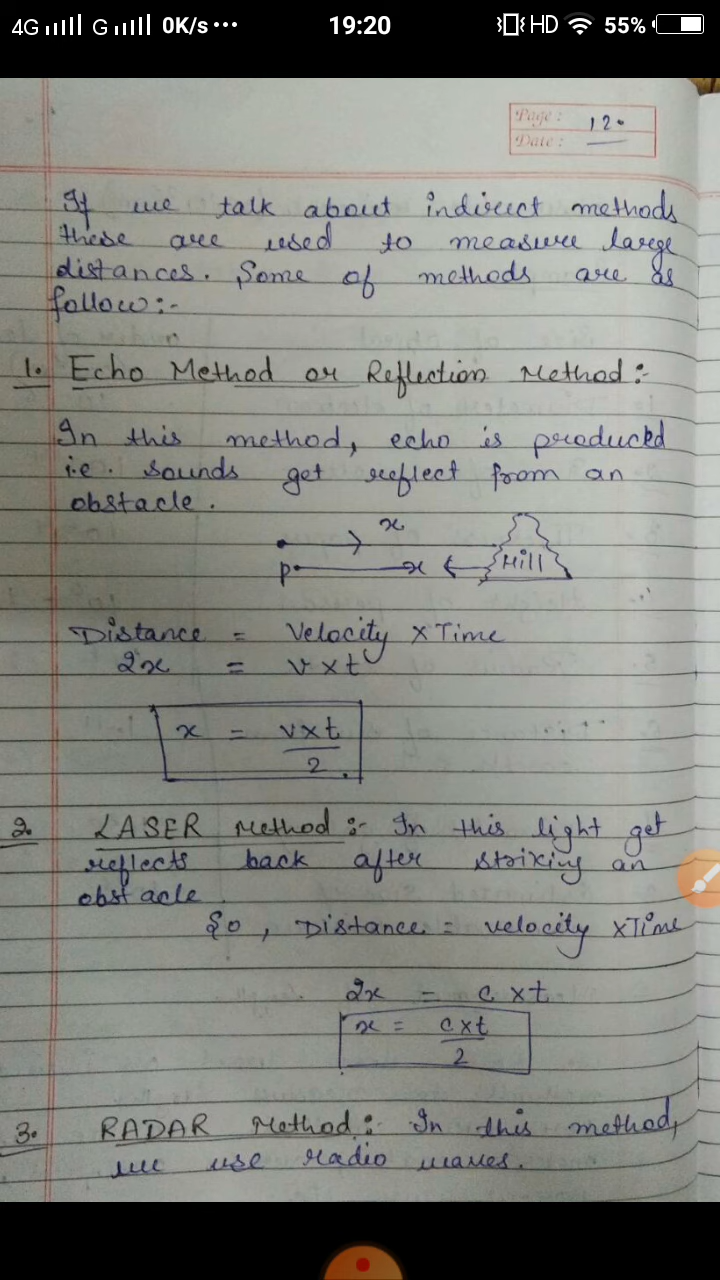 4G G 0K/s ••• 19:20 HD 55%
Page: 120
Date: —
If we talk about indirect methods
these are used to measure large
distances. Some of methods are as
follow:-
1. Echo Method or Reflection Method:-
In this method, echo is produced
i.e. sounds get reflect from an
obstacle.
x
P x Hill
Distance = Velocity × Time
2x = v × t
x = v×t
2.
2. LASER Method:- In this light get
reflects back after striking an
obstacle.
So, Distance = velocity × Time
2x = c × t
x = c×t
2
3. RADAR Method: In this method,
we use radio waves.